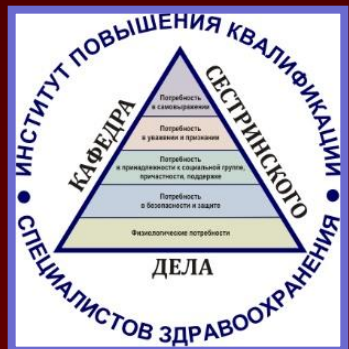 ИНСТИТУТ ПОВЫШЕНИЯ КВАЛИФИКАЦИИ
• СПЕЦИАЛИСТОВ ЗДРАВООХРАНЕНИЯ •
КАФЕДРА
СЕСТРИНСКОГО
ДЕЛА
Потребность
в самовыражении
Потребность
в уважении и признании
Потребность
в принадлежности к социальной группе,
причастности, поддержке
Потребность
в безопасности и защите
Физиологические потребности